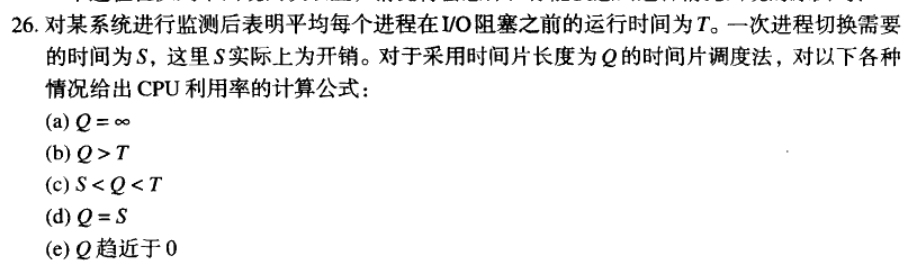 26. 对某系统进行监测后表明平均每个进程在I/O阻塞之前的运行时间为T。一次进程切换需要
的时间为S，这里S实际上为开销。对于采用时间片长度为Q的时间片调度法，对以下各种
情况给出CPU利用率的计算公式：
(a) Q = ∞
(b) Q > T
(c) S < Q < T
(d) Q = S
(e) Q 趋近于 0